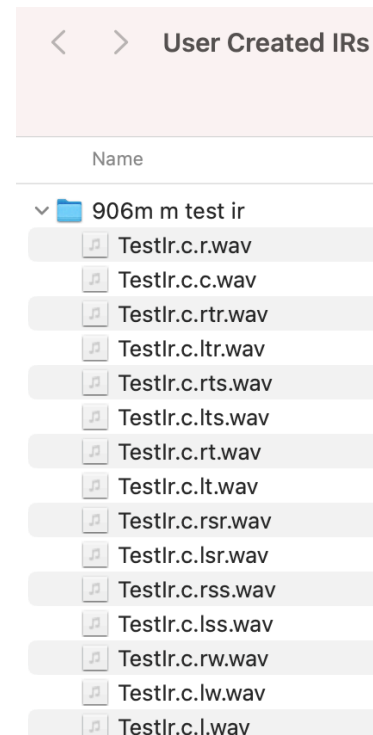 User Created IRs
Name
906m m test ir
TestIr.c.r.wav
TestIr.c.c.wav
TestIr.c.rtr.wav
TestIr.c.ltr.wav
TestIr.c.rts.wav
TestIr.c.lts.wav
TestIr.c.rt.wav
TestIr.c.lt.wav
TestIr.c.rsr.wav
TestIr.c.lsr.wav
TestIr.c.rss.wav
TestIr.c.lss.wav
TestIr.c.rw.wav
TestIr.c.lw.wav
TestIr.c.l.wav